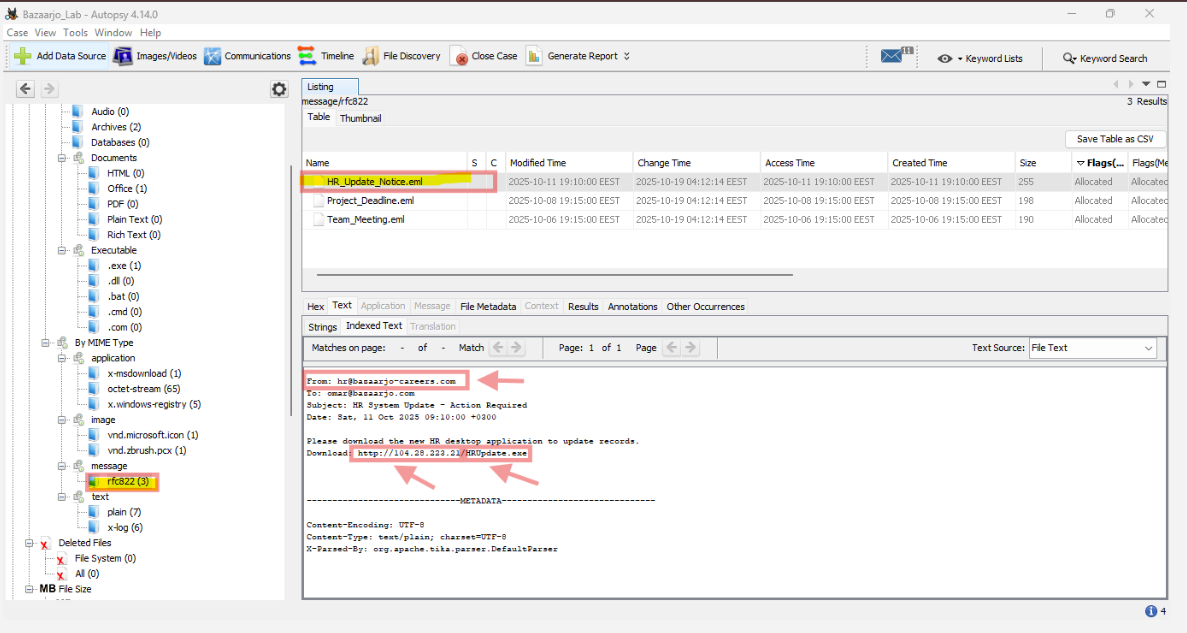 Bazaarjo_Lab - Autopsy 4.14.0
Case View Tools Window Help
Add Data Source Images/Videos Communications Timeline File Discovery Close Case Generate Report 11 Keyword Lists Keyword Search
Audio (0)
Archives (2)
Databases (0)
Documents
HTML (0)
Office (1)
PDF (0)
Plain Text (0)
Rich Text (0)
Executable
.exe (1)
.dll (0)
.bat (0)
.cmd (0)
.com (0)
By MIME Type
application
x-msdownload (1)
octet-stream (65)
x.windows-registry (5)
image
vnd.microsoft.icon (1)
vnd.zbrush.pcx (1)
message
rfc822 (3)
text
plain (7)
x-log (6)
Deleted Files
File System (0)
All (0)
MB File Size
Listing
message/rfc822
3 Results
Table Thumbnail
Save Table as CSV
Name S C Modified Time Change Time Access Time Created Time Size Flags(... Flags(Me
HR_Update_Notice.eml 2025-10-11 19:10:00 EEST 2025-10-19 04:12:14 EEST 2025-10-11 19:10:00 EEST 2025-10-11 19:10:00 EEST 255 Allocated Allocated
Project_Deadline.eml 2025-10-08 19:15:00 EEST 2025-10-19 04:12:14 EEST 2025-10-08 19:15:00 EEST 2025-10-08 19:15:00 EEST 198 Allocated Allocated
Team_Meeting.eml 2025-10-06 19:15:00 EEST 2025-10-19 04:12:14 EEST 2025-10-06 19:15:00 EEST 2025-10-06 19:15:00 EEST 190 Allocated Allocated
Hex Text Application Message File Metadata Context Results Annotations Other Occurrences
Strings Indexed Text Translation
Matches on page: - of - Match Page: 1 of 1 Page Text Source: File Text
From: hr@bazaarjo-careers.com
To: omar@bazaarjo.com
Subject: HR System Update - Action Required
Date: Sat, 11 Oct 2025 09:10:00 +0300
Please download the new HR desktop application to update records.
Download: http://104.28.223.21/HRUpdate.exe
------------------------------METADATA------------------------------
Content-Encoding: UTF-8
Content-Type: text/plain; charset=UTF-8
X-Parsed-By: org.apache.tika.parser.DefaultParser
4